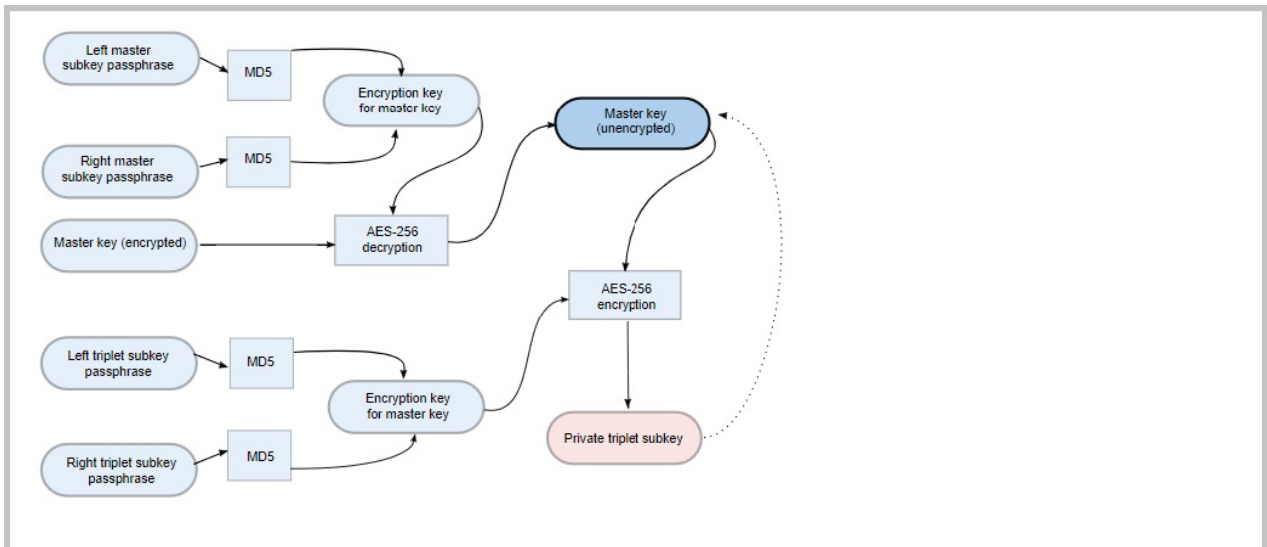 Left master
subkey passphrase
MD5
Encryption key
for master key
Master key
(unencrypted)
Right master
subkey passphrase
MD5
Master key (encrypted)
AES-256
decryption
AES-256
encryption
Left triplet subkey
passphrase
MD5
Encryption key
for master key
Private triplet subkey
Right triplet subkey
passphrase
MD5